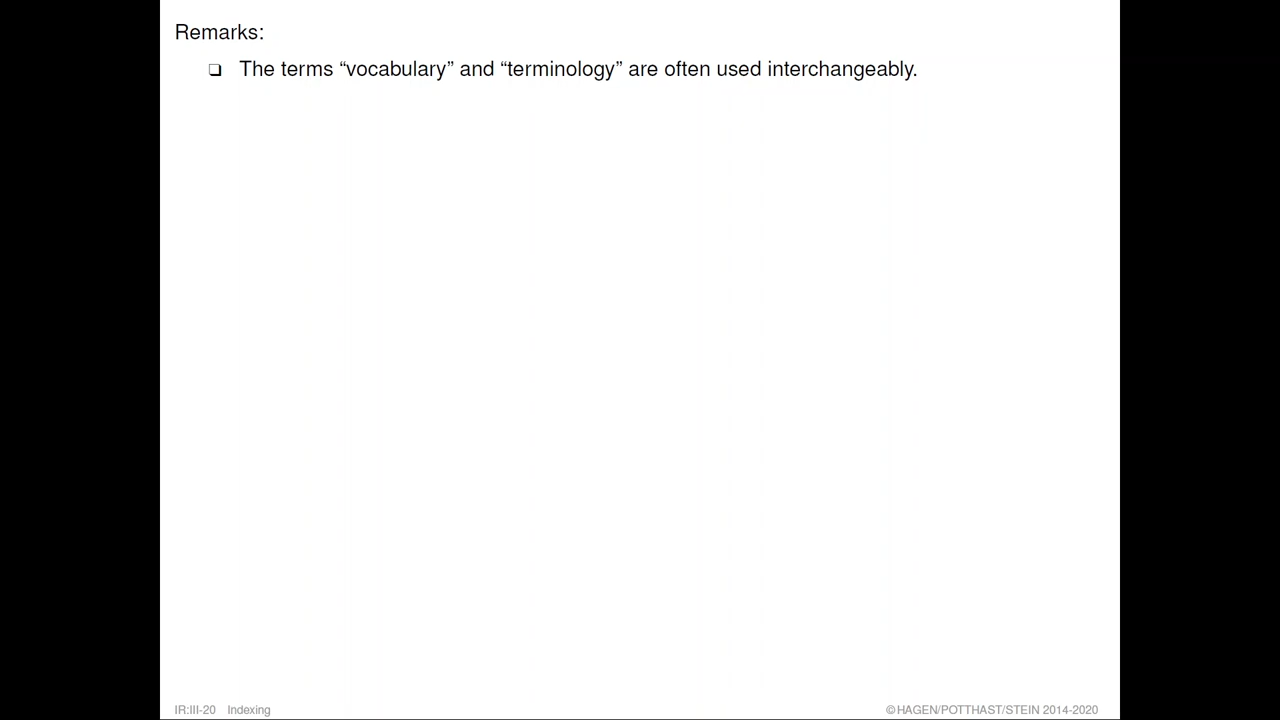 Remarks:
❑ The terms “vocabulary” and “terminology” are often used interchangeably.
IR:III-20 Indexing
©HAGEN/POTTHAST/STEIN 2014-2020